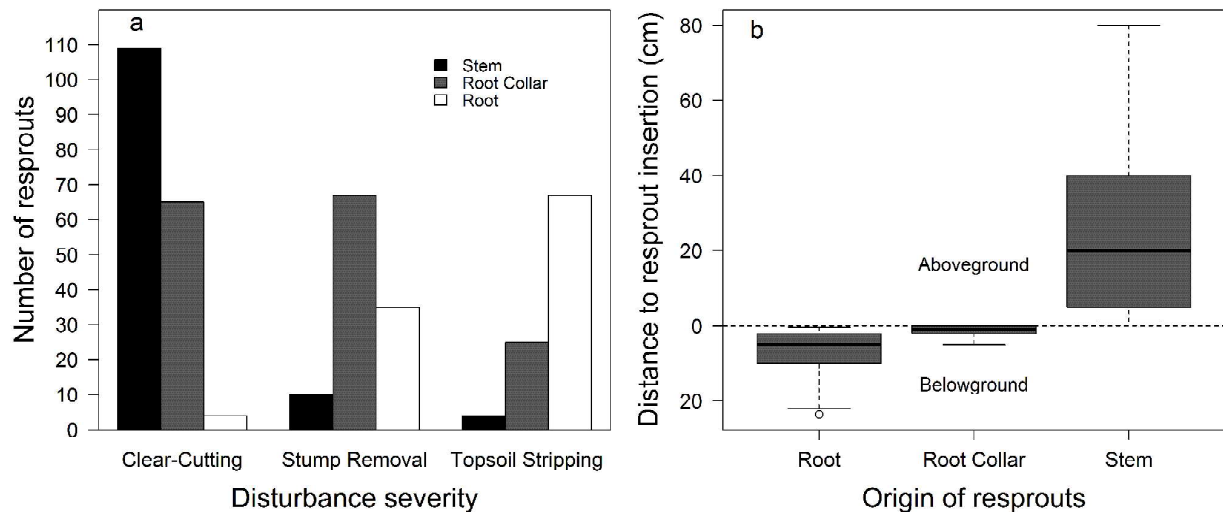 a
Number of resprouts
110
100
90
80
70
60
50
40
30
20
10
0
Stem
Root Collar
Root
Clear-Cutting Stump Removal Topsoil Stripping
Disturbance severity
b
Distance to resprout insertion (cm)
80
60
40
20
0
20
Aboveground
Belowground
Root Root Collar Stem
Origin of resprouts